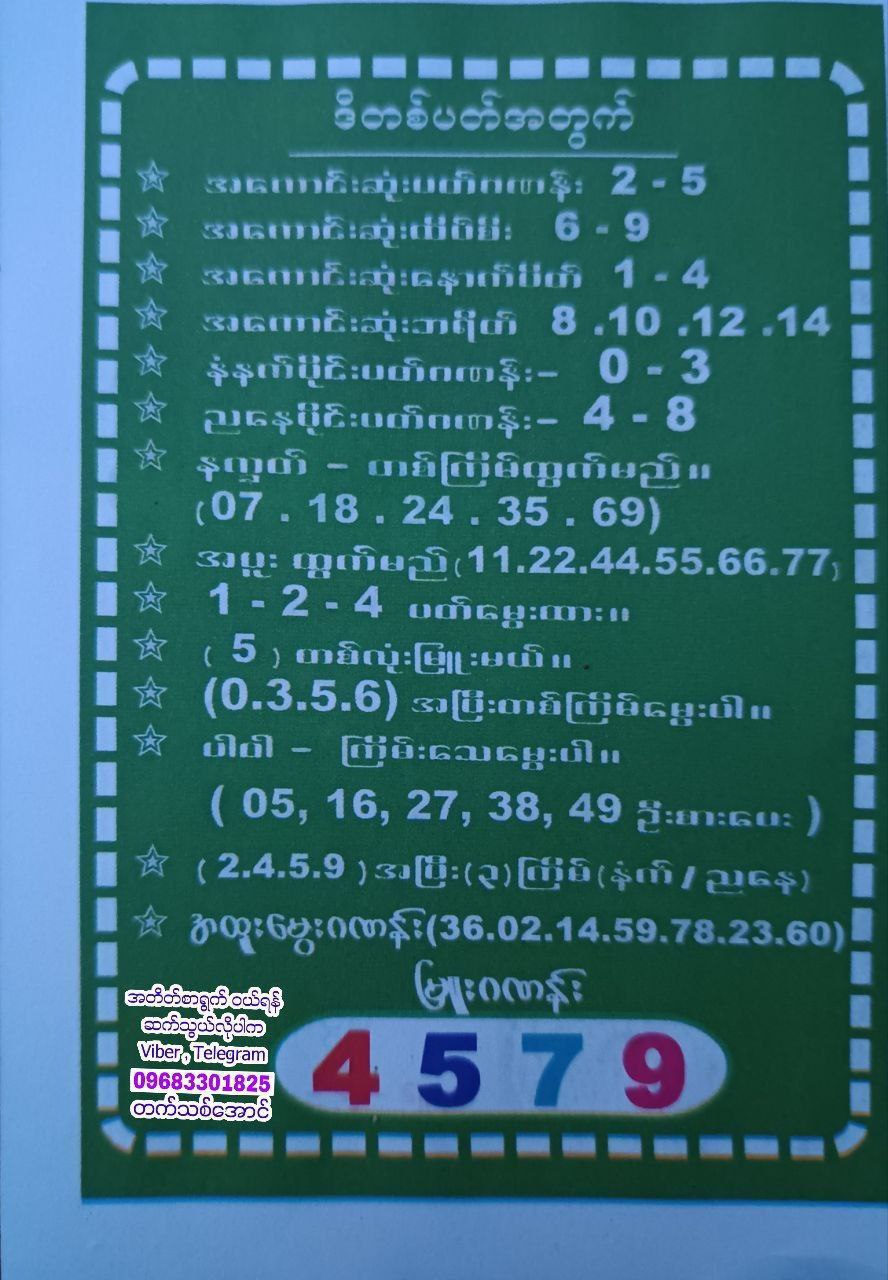 ဒီတစ်ပတ်အတွက်
အကောင်းဆုံးပတ်ဂဏန်း 2 - 5
အကောင်းဆုံးထိပ်စီး 6 - 9
အကောင်းဆုံးနောက်ပိတ် 1 - 4
အကောင်းဆုံးဘရိတ် 8 .10 .12 .14
နံနက်ပိုင်းပတ်ဂဏန်း– 0 - 3
ညနေပိုင်းပတ်ဂဏန်း– 4 - 8
နက္ခတ် – တစ်ကြိမ်ထွက်မည်။
(07 . 18 . 24 . 35 . 69)
အပူး ထွက်မည်(11.22.44.55.66.77)
1 - 2 - 4 ပတ်မွေးထား။
( 5 ) တစ်လုံးမြှူးမယ်။
(0.3.5.6) အပြီးတစ်ကြိမ်မွေးပါ။
ပါဝါ – ကြိမ်းသေမွေးပါ။
( 05, 16, 27, 38, 49 ဦးစားပေး )
( 2.4.5.9 ) အပြီး(၃)ကြိမ်(နံက်/ညနေ)
အထူးမွေးဂဏန်း(36.02.14.59.78.23.60)
မြှူးဂဏန်း
4 5 7 9
အတိတ်စာရွက် ဝယ်ရန်
ဆက်သွယ်လိုပါက
Viber , Telegram
09683301825
တက်သစ်အောင်